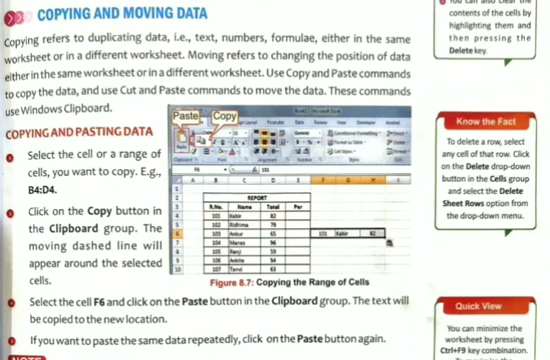 COPYING AND MOVING DATA
Copying refers to duplicating data, i.e., text, numbers, formulae, either in the same
worksheet or in a different worksheet. Moving refers to changing the position of data
either in the same worksheet or in a different worksheet. Use Copy and Paste commands
to copy the data, and use Cut and Paste commands to move the data. These commands
use Windows Clipboard.
COPYING AND PASTING DATA
Select the cell or a range of
cells, you want to copy. E.g.,
B4:D4.
Click on the Copy button in
the Clipboard group. The
moving dashed line will
appear around the selected
cells.
Paste Copy
F6
101
A B C D E F G H
REPORT
R.No. Name Total Per
101 Kabir 82
102 Ridhima 79
103 Ankur 65 101 Kabir 82
104 Manas 96
105 Ranji 59
106 Ankita 94
107 Tanvi 63
Figure 8.7: Copying the Range of Cells
Select the cell F6 and click on the Paste button in the Clipboard group. The text will
be copied to the new location.
If you want to paste the same data repeatedly, click on the Paste button again.
NOTE
You can also clear the
contents of the cells by
highlighting them and
then pressing the
Delete key.
Know the Fact
To delete a row, select
any cell of that row. Click
on the Delete drop-down
button in the Cells group
and select the Delete
Sheet Rows option from
the drop-down menu.
Quick View
You can minimize the
worksheet by pressing
Ctrl+F9 key combination.